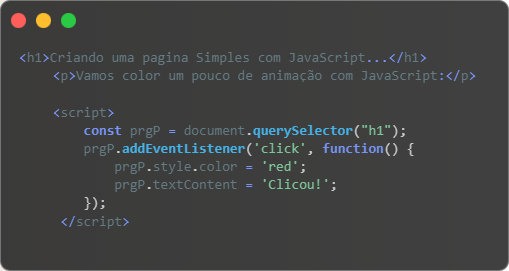 <h1>Criando uma pagina Simples com JavaScript...</h1>
<p>Vamos color um pouco de animação com JavaScript:</p>
<script>
const prgP = document.querySelector("h1");
prgP.addEventListener('click', function() {
prgP.style.color = 'red';
prgP.textContent = 'Clicou!';
});
</script>